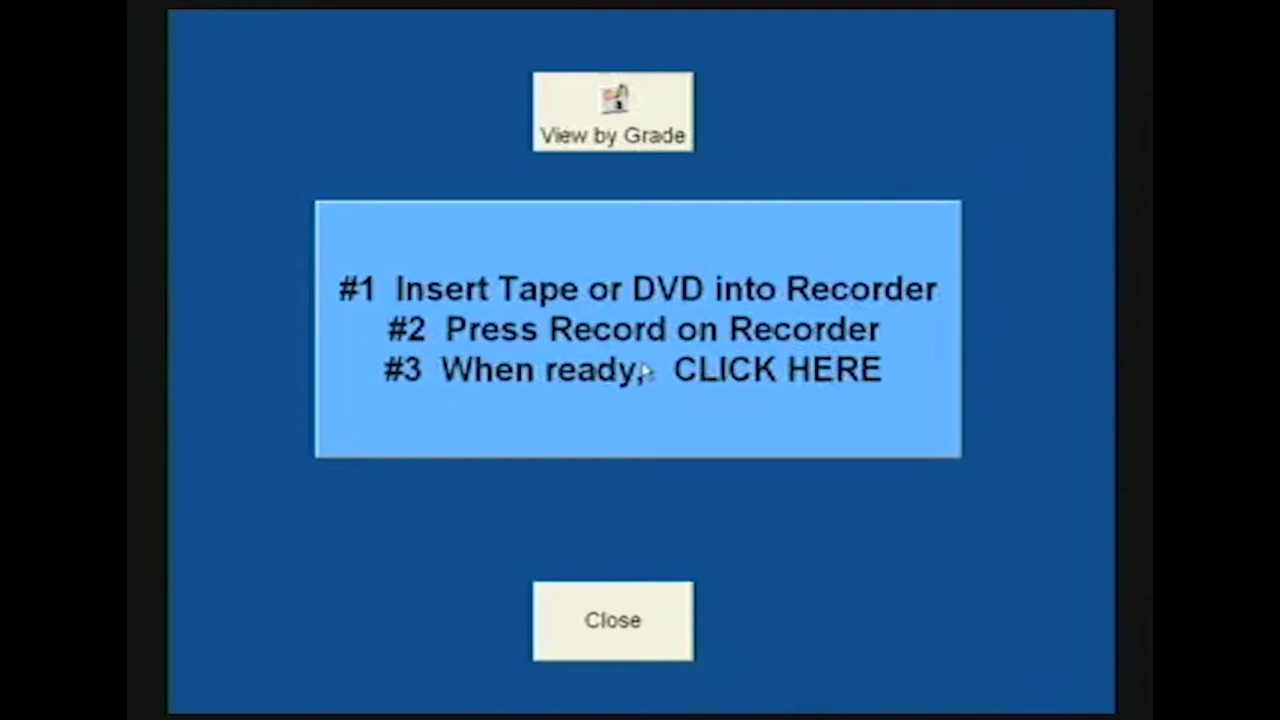 View by Grade
#1 Insert Tape or DVD into Recorder
#2 Press Record on Recorder
#3 When ready, CLICK HERE
Close